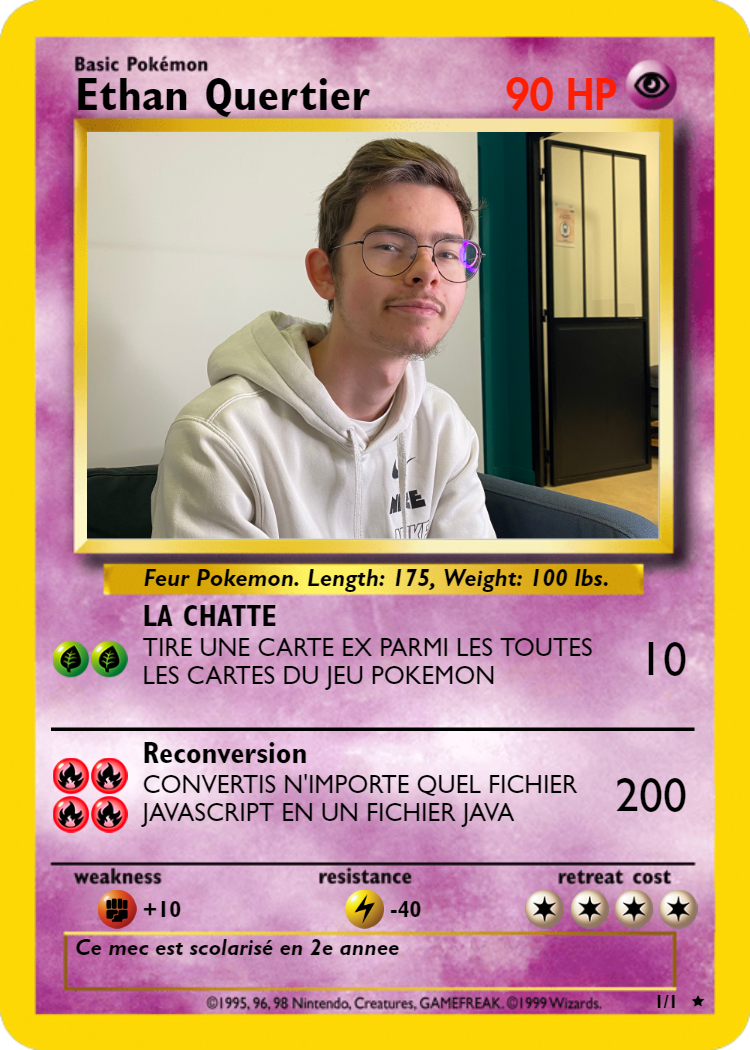 Basic Pokémon
Ethan Quertier
90 HP
NIKE
Feur Pokemon. Length: 175, Weight: 100 lbs.
LA CHATTE
TIRE UNE CARTE EX PARMI LES TOUTES
LES CARTES DU JEU POKEMON
10
Reconversion
CONVERTIS N'IMPORTE QUEL FICHIER
JAVASCRIPT EN UN FICHIER JAVA
200
weakness
resistance
retreat cost
+10
-40
Ce mec est scolarisé en 2e annee
©1995, 96, 98 Nintendo, Creatures, GAMEFREAK. ©1999 Wizards.
1/1